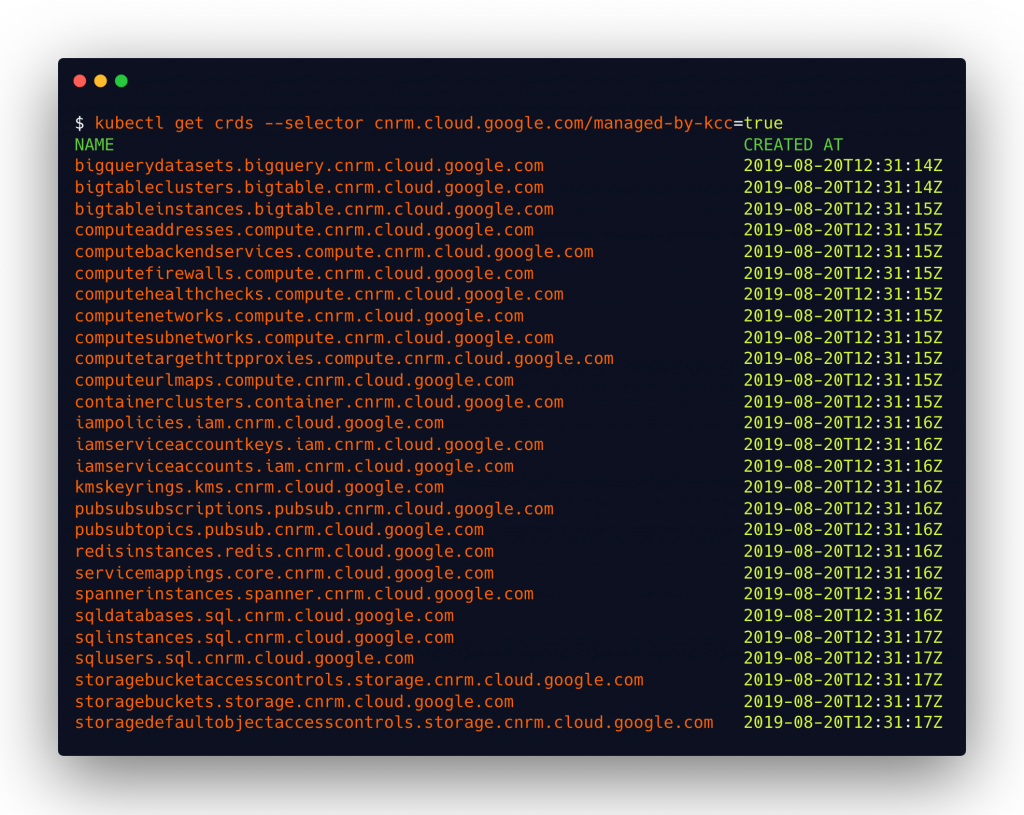 $ kubectl get crds --selector cnrm.cloud.google.com/managed-by-kcc=true
NAME CREATED AT
bigquerydatasets.bigquery.cnrm.cloud.google.com 2019-08-20T12:31:14Z
bigtableclusters.bigtable.cnrm.cloud.google.com 2019-08-20T12:31:14Z
bigtableinstances.bigtable.cnrm.cloud.google.com 2019-08-20T12:31:15Z
computeaddresses.compute.cnrm.cloud.google.com 2019-08-20T12:31:15Z
computebackendservices.compute.cnrm.cloud.google.com 2019-08-20T12:31:15Z
computefirewalls.compute.cnrm.cloud.google.com 2019-08-20T12:31:15Z
computehealthchecks.compute.cnrm.cloud.google.com 2019-08-20T12:31:15Z
computenetworks.compute.cnrm.cloud.google.com 2019-08-20T12:31:15Z
computesubnetworks.compute.cnrm.cloud.google.com 2019-08-20T12:31:15Z
computetargethttpproxies.compute.cnrm.cloud.google.com 2019-08-20T12:31:15Z
computeurlmaps.compute.cnrm.cloud.google.com 2019-08-20T12:31:15Z
containerclusters.container.cnrm.cloud.google.com 2019-08-20T12:31:15Z
iampolicies.iam.cnrm.cloud.google.com 2019-08-20T12:31:16Z
iamserviceaccountkeys.iam.cnrm.cloud.google.com 2019-08-20T12:31:16Z
iamserviceaccounts.iam.cnrm.cloud.google.com 2019-08-20T12:31:16Z
kmskeyrings.kms.cnrm.cloud.google.com 2019-08-20T12:31:16Z
pubsubsubscriptions.pubsub.cnrm.cloud.google.com 2019-08-20T12:31:16Z
pubsubtopics.pubsub.cnrm.cloud.google.com 2019-08-20T12:31:16Z
redisinstances.redis.cnrm.cloud.google.com 2019-08-20T12:31:16Z
servicemappings.core.cnrm.cloud.google.com 2019-08-20T12:31:16Z
spannerinstances.spanner.cnrm.cloud.google.com 2019-08-20T12:31:16Z
sqldatabases.sql.cnrm.cloud.google.com 2019-08-20T12:31:16Z
sqlinstances.sql.cnrm.cloud.google.com 2019-08-20T12:31:17Z
sqlusers.sql.cnrm.cloud.google.com 2019-08-20T12:31:17Z
storagebucketaccesscontrols.storage.cnrm.cloud.google.com 2019-08-20T12:31:17Z
storagebuckets.storage.cnrm.cloud.google.com 2019-08-20T12:31:17Z
storagedefaultobjectaccesscontrols.storage.cnrm.cloud.google.com 2019-08-20T12:31:17Z